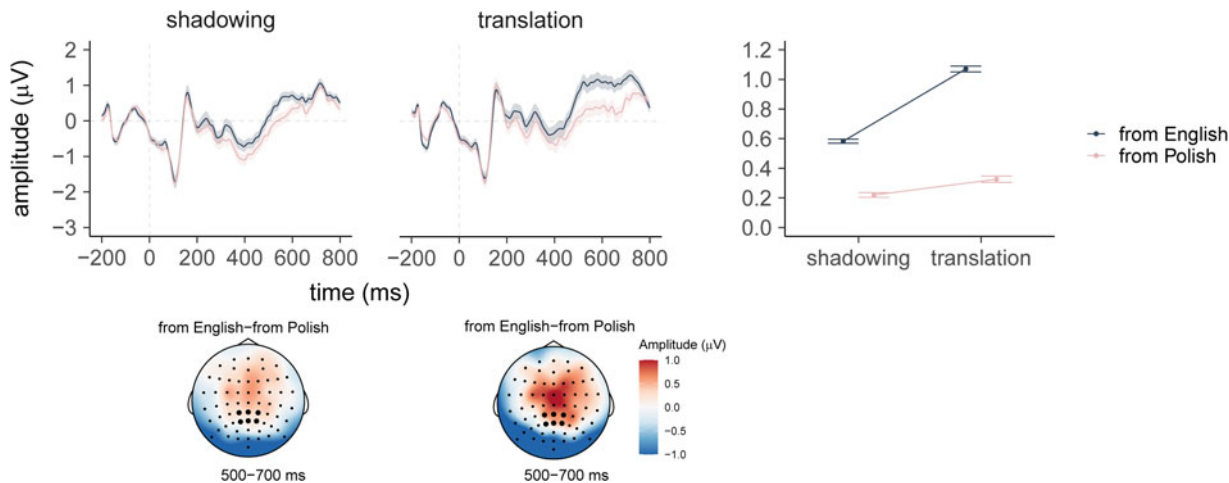 shadowing
translation
amplitude (μV)
2
1
0
−1
−2
−3
−200 0 200 400 600 800
−200 0 200 400 600 800
time (ms)
1.2
1.0
0.8
0.6
0.4
0.2
0.0
shadowing translation
from English
from Polish
from English−from Polish
500−700 ms
from English−from Polish
500−700 ms
Amplitude (μV)
1.0
0.5
0.0
−0.5
−1.0